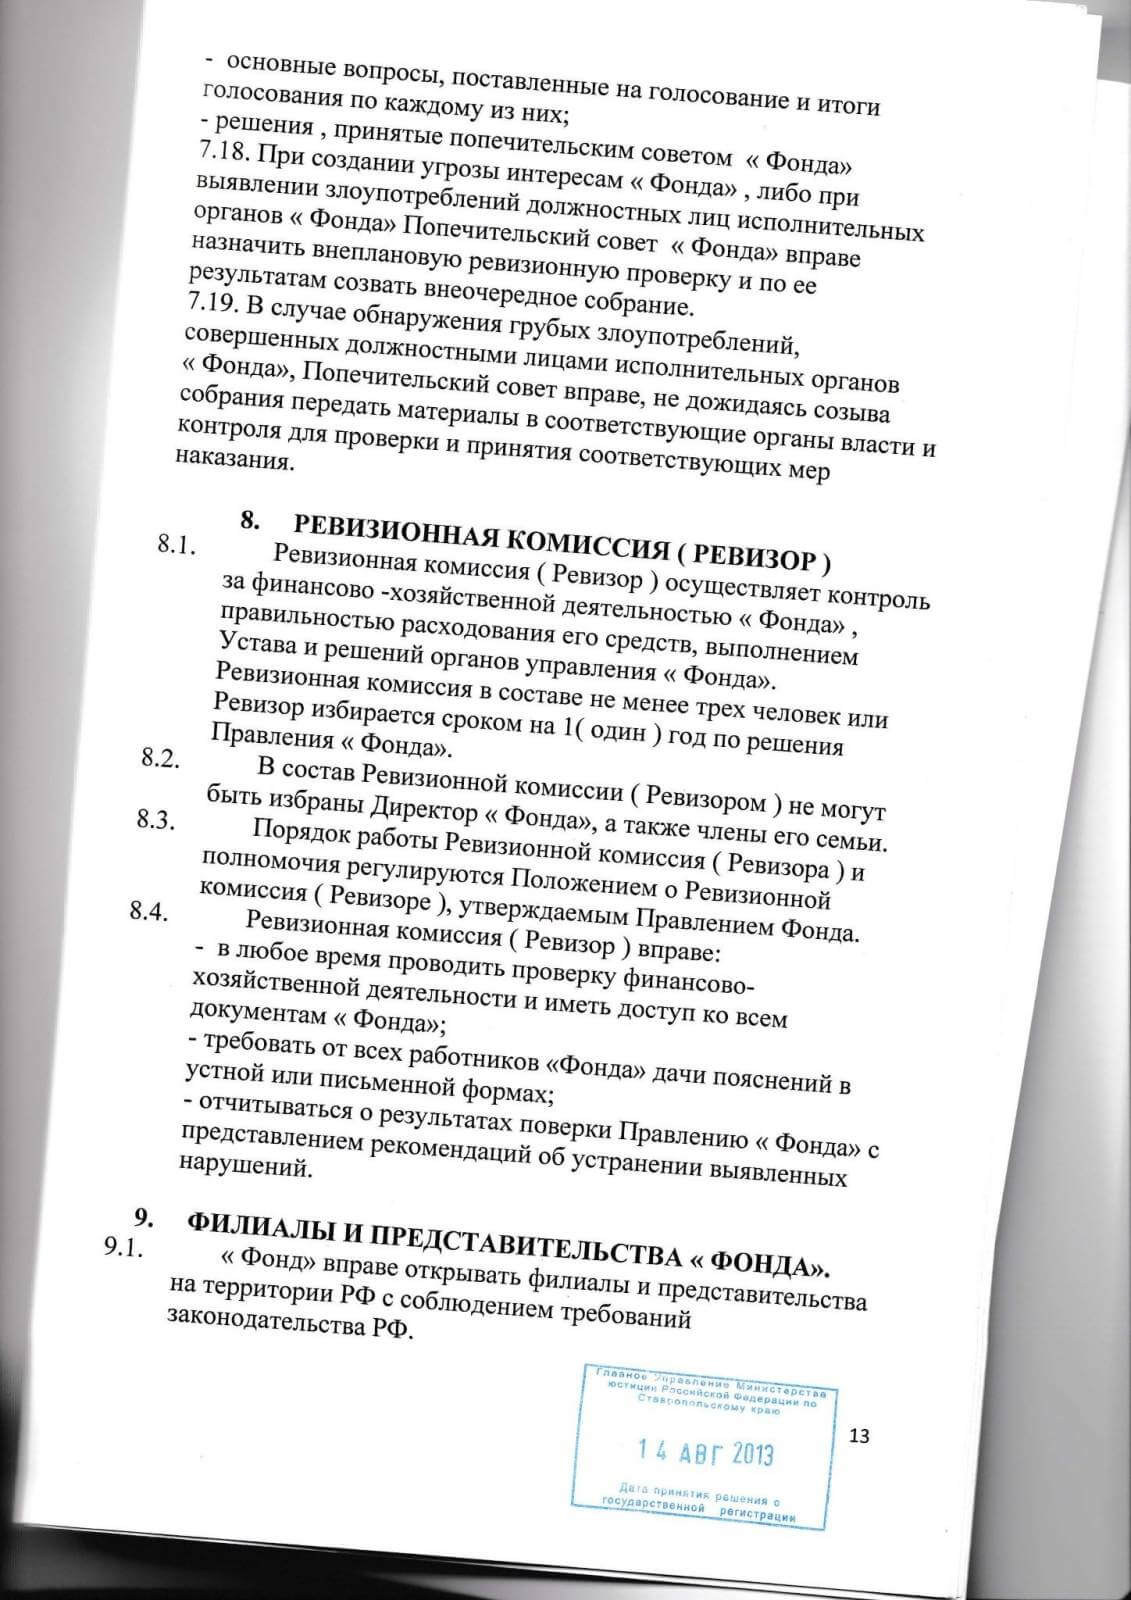 - основные вопросы, поставленные на голосование и итоги
голосования по каждому из них;
- решения , принятые попечительским советом « Фонда»
7.18. При создании угрозы интересам « Фонда» , либо при
выявлении злоупотреблений должностных лиц исполнительных
органов « Фонда» Попечительский совет « Фонда» вправе
назначить внеплановую ревизионную проверку и по ее
результатам созвать внеочередное собрание.
7.19. В случае обнаружения грубых злоупотреблений,
совершенных должностными лицами исполнительных органов
« Фонда», Попечительский совет вправе, не дожидаясь созыва
собрания передать материалы в соответствующие органы власти и
контроля для проверки и принятия соответствующих мер
наказания.
8. РЕВИЗИОННАЯ КОМИССИЯ ( РЕВИЗОР )
8.1. Ревизионная комиссия ( Ревизор ) осуществляет контроль
за финансово -хозяйственной деятельностью « Фонда» ,
правильностью расходования его средств, выполнением
Устава и решений органов управления « Фонда».
Ревизионная комиссия в составе не менее трех человек или
Ревизор избирается сроком на 1( один ) год по решения
Правления « Фонда».
8.2. В состав Ревизионной комиссии ( Ревизором ) не могут
быть избраны Директор « Фонда», а также члены его семьи.
8.3. Порядок работы Ревизионной комиссия ( Ревизора ) и
полномочия регулируются Положением о Ревизионной
комиссия ( Ревизоре ), утверждаемым Правлением Фонда.
8.4. Ревизионная комиссия ( Ревизор ) вправе:
- в любое время проводить проверку финансово-
хозяйственной деятельности и иметь доступ ко всем
документам « Фонда»;
- требовать от всех работников «Фонда» дачи пояснений в
устной или письменной формах;
- отчитываться о результатах поверки Правлению « Фонда» с
представлением рекомендаций об устранении выявленных
нарушений.
9. ФИЛИАЛЫ И ПРЕДСТАВИТЕЛЬСТВА « ФОНДА».
9.1. « Фонд» вправе открывать филиалы и представительства
на территории РФ с соблюдением требований
законодательства РФ.
Главное Управление Министерства
юстиции Российской Федерации по
Ставропольскому краю
14 АВГ 2013
Дата принятия решения о
государственной регистрации
13